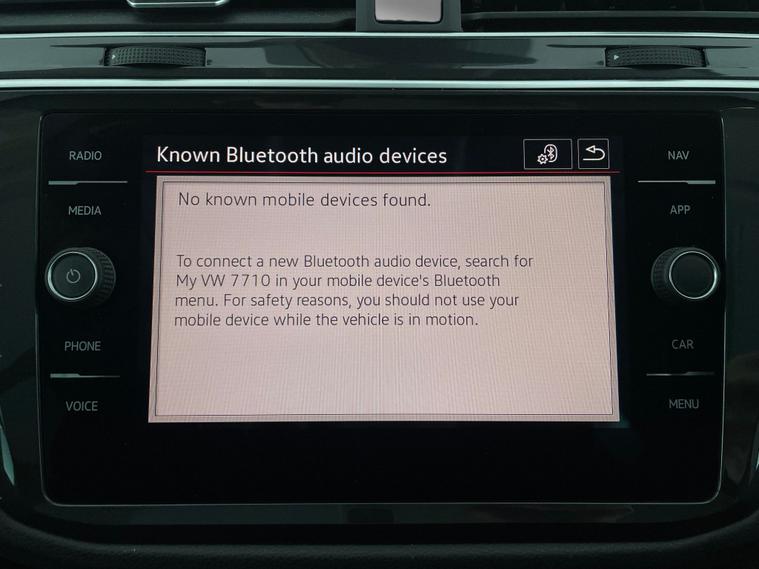 Known Bluetooth audio devices
No known mobile devices found.
To connect a new Bluetooth audio device, search for
My VW 7710 in your mobile device's Bluetooth
menu. For safety reasons, you should not use your
mobile device while the vehicle is in motion.
RADIO
MEDIA
PHONE
VOICE
NAV
APP
CAR
MENU